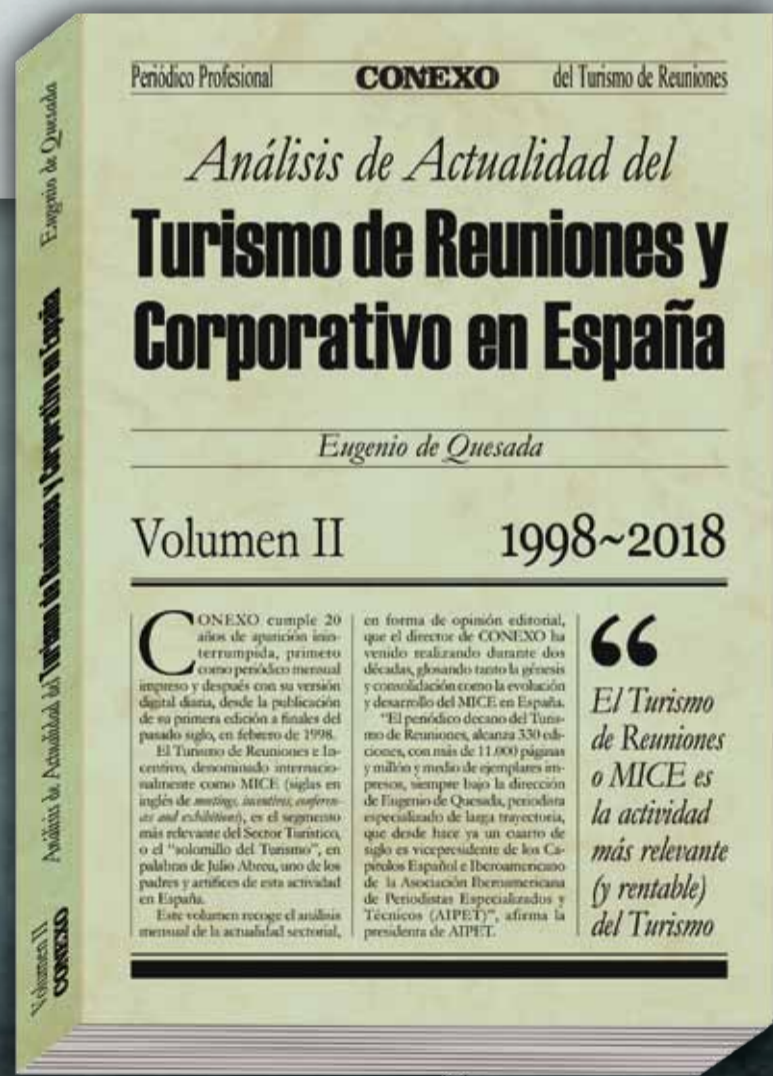 Periódico Profesional CONEXO del Turismo de Reuniones
Análisis de Actualidad del
Turismo de Reuniones y
Corporativo en España
Eugenio de Quesada
Volumen II 1998~2018
CONEXO cumple 20
años de aparición inin-
terrumpida, primero
como periódico mensual
impreso y después con su versión
digital diaria, desde la publicación
de su primera edición a finales del
pasado siglo, en febrero de 1998.
El Turismo de Reuniones e In-
centivo, denominado internacio-
nalmente como MICE (siglas en
inglés de meetings, incentives, conferen-
ces and exhibitions), es el segmento
más relevante del Sector Turístico,
o el "solomillo del Turismo", en
palabras de Julio Abreu, uno de los
padres y artífices de esta actividad
en España.
Este volumen recoge el análisis
mensual de la actualidad sectorial,
en forma de opinión editorial,
que el director de CONEXO ha
venido realizando durante dos
décadas, glosando tanto la génesis
y consolidación como la evolución
y desarrollo del MICE en España.
"El periódico decano del Turis-
mo de Reuniones, alcanza 330 edi-
ciones, con más de 11.000 páginas
y millón y medio de ejemplares im-
presos, siempre bajo la dirección
de Eugenio de Quesada, periodista
especializado de larga trayectoria,
que desde hace ya un cuarto de
siglo es vicepresidente de los Ca-
pítulos Español e Iberoamericano
de la Asociación Iberoamericana
de Periodistas Especializados y
Técnicos (AIPET)", afirma la
presidenta de AIPET.
“
El Turismo
de Reuniones
o MICE es
la actividad
más relevante
(y rentable)
del Turismo
Volumen II Análisis de Actualidad del Turismo de Reuniones y Corporativo en España Eugenio de Quesada
CONEXO